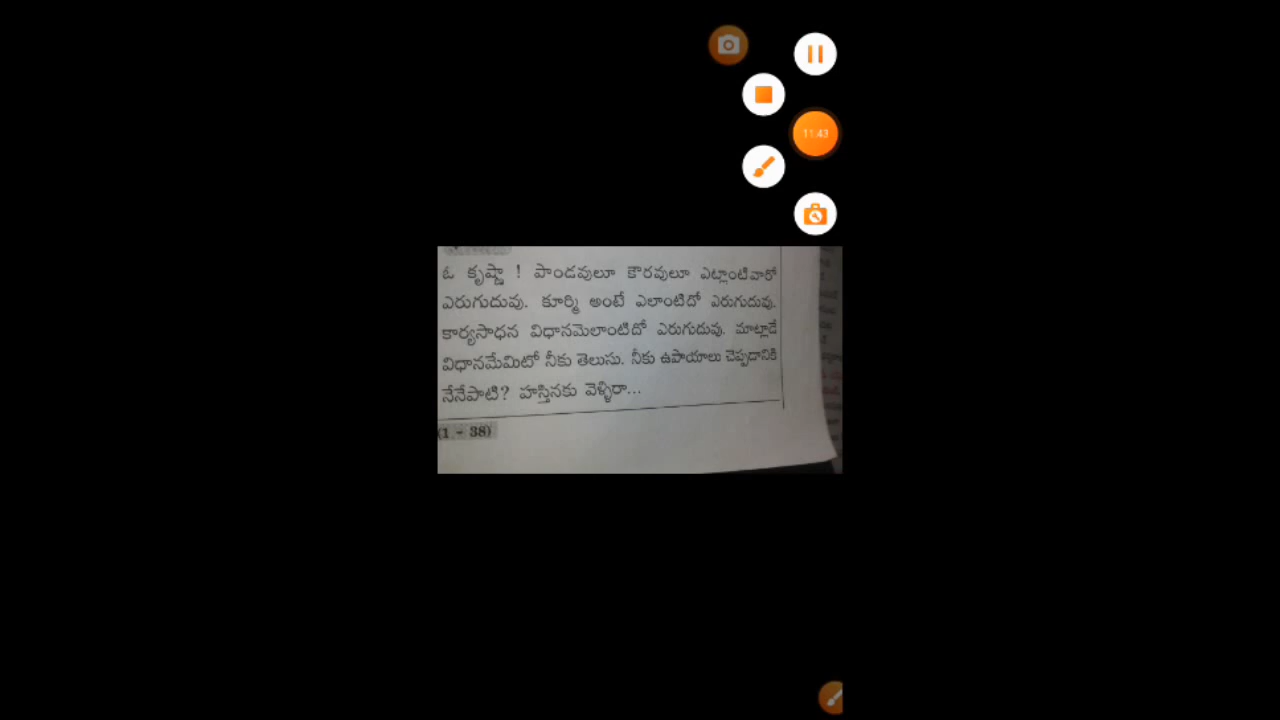 11:43
ఓ కృష్ణా ! పాండవులూ కౌరవులూ ఎట్లాంటివారో
ఎరుగుదువు. కూర్మి అంటే ఎలాంటిదో ఎరుగుదువు.
కార్యసాధన విధానమెలాంటిదో ఎరుగుదువు. మాట్లాడే
విధానమేమిటో నీకు తెలుసు. నీకు ఉపాయాలు చెప్పడానికి
నేనేపాటి? హస్తినకు వెళ్ళిరా...
(1 - 38)